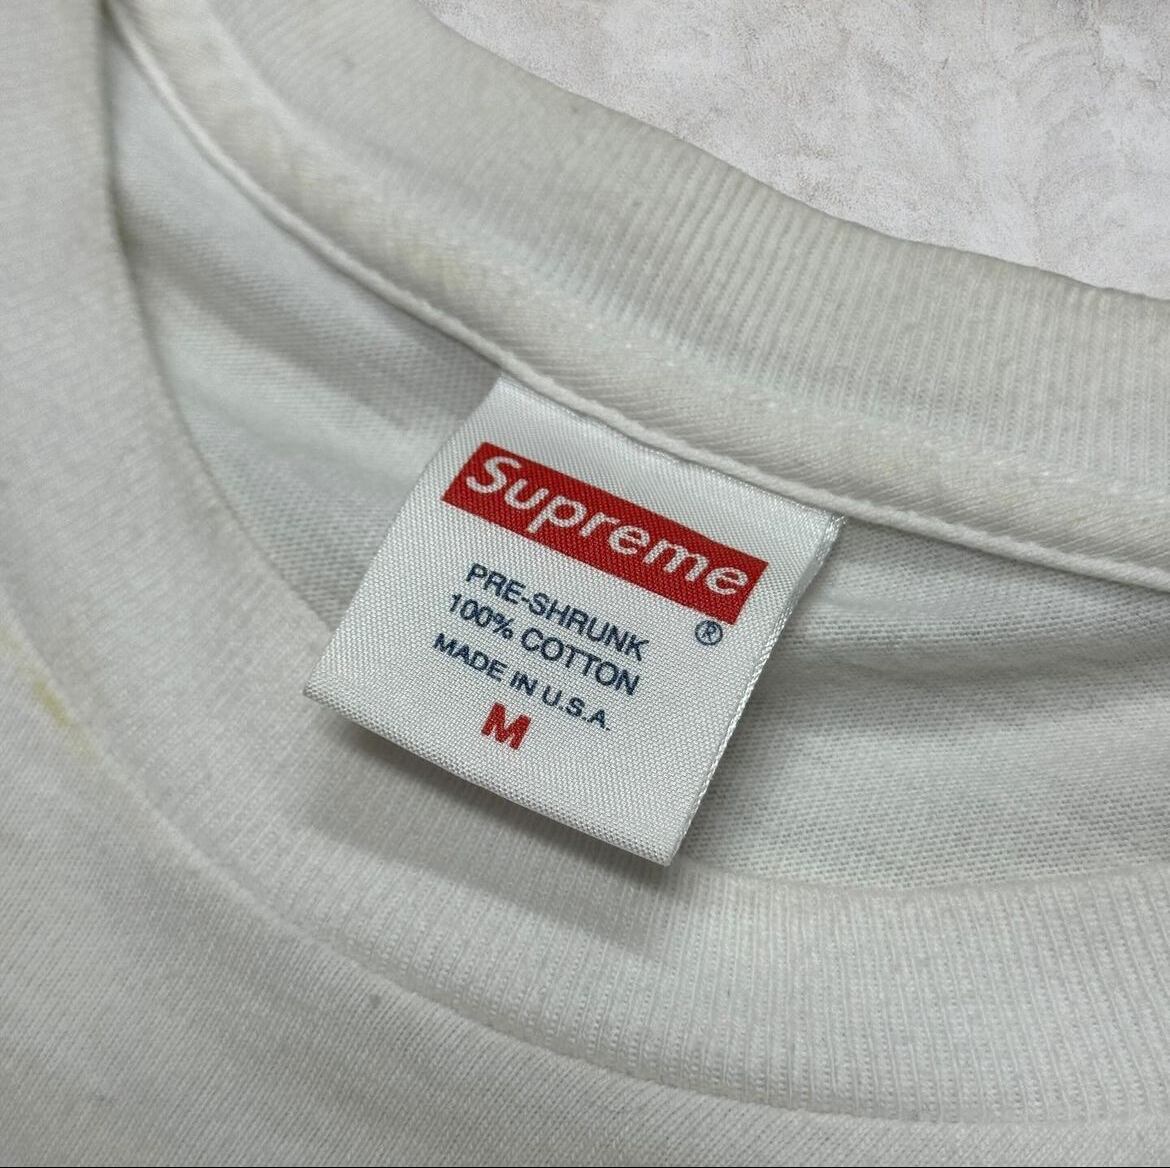 Supreme
®
PRE-SHRUNK
100% COTTON
MADE IN U.S.A.
M